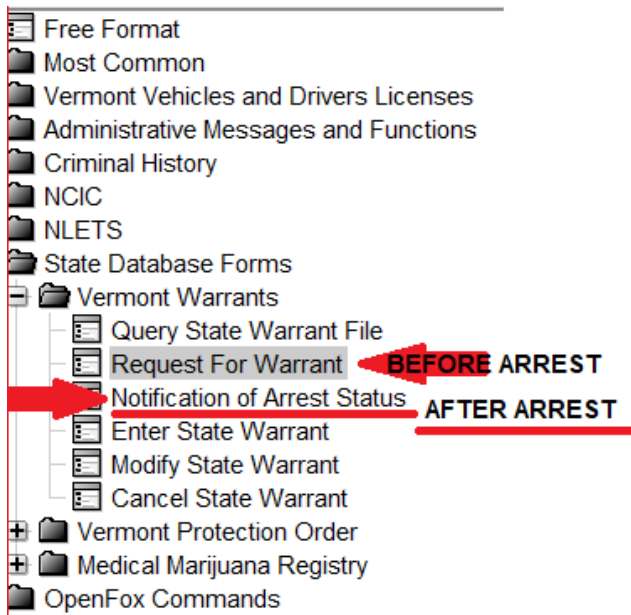 Free Format
Most Common
Vermont Vehicles and Drivers Licenses
Administrative Messages and Functions
Criminal History
NCIC
NLETS
State Database Forms
Vermont Warrants
Query State Warrant File
Request For Warrant BEFORE ARREST
Notification of Arrest Status AFTER ARREST
Enter State Warrant
Modify State Warrant
Cancel State Warrant
Vermont Protection Order
Medical Marijuana Registry
OpenFox Commands